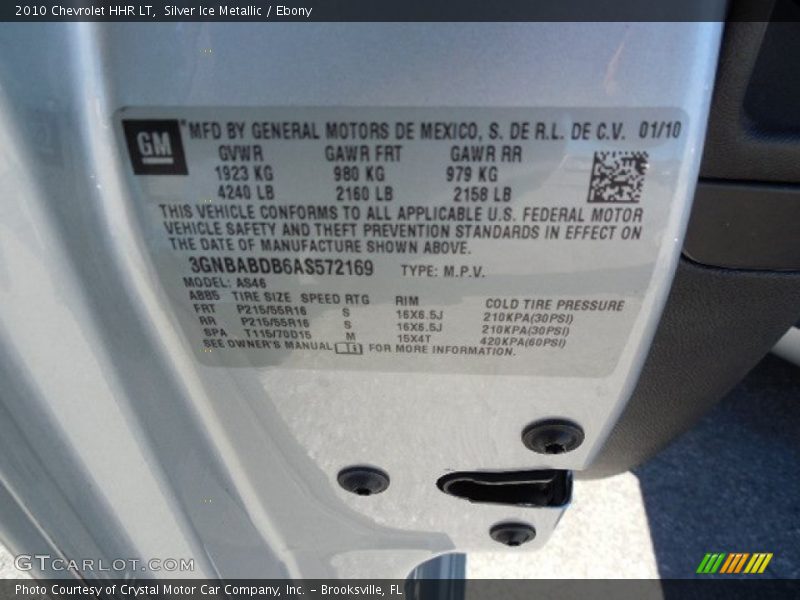 2010 Chevrolet HHR LT,  Silver Ice Metallic / Ebony
GM
MFD BY GENERAL MOTORS DE MEXICO, S. DE R.L. DE C.V. 01/10
GVWR GAWR FRT GAWR RR
1923 KG 980 KG 979 KG
4240 LB 2160 LB 2158 LB
THIS VEHICLE CONFORMS TO ALL APPLICABLE U.S. FEDERAL MOTOR
VEHICLE SAFETY AND THEFT PREVENTION STANDARDS IN EFFECT ON
THE DATE OF MANUFACTURE SHOWN ABOVE.
3GNBABDB6AS572169 TYPE: M.P.V.
MODEL: AS46
ABB5 TIRE SIZE SPEED RTG RIM COLD TIRE PRESSURE
FRT P215/55R16 S 16X6.5J 210KPA(30PSI)
RR P215/55R16 S 16X6.5J 210KPA(30PSI)
SPA T115/70D15 M 15X4T 420KPA(60PSI)
SEE OWNER'S MANUAL FOR MORE INFORMATION.
GTCARLOT.COM
Photo Courtesy of Crystal Motor Car Company, Inc. – Brooksville, FL